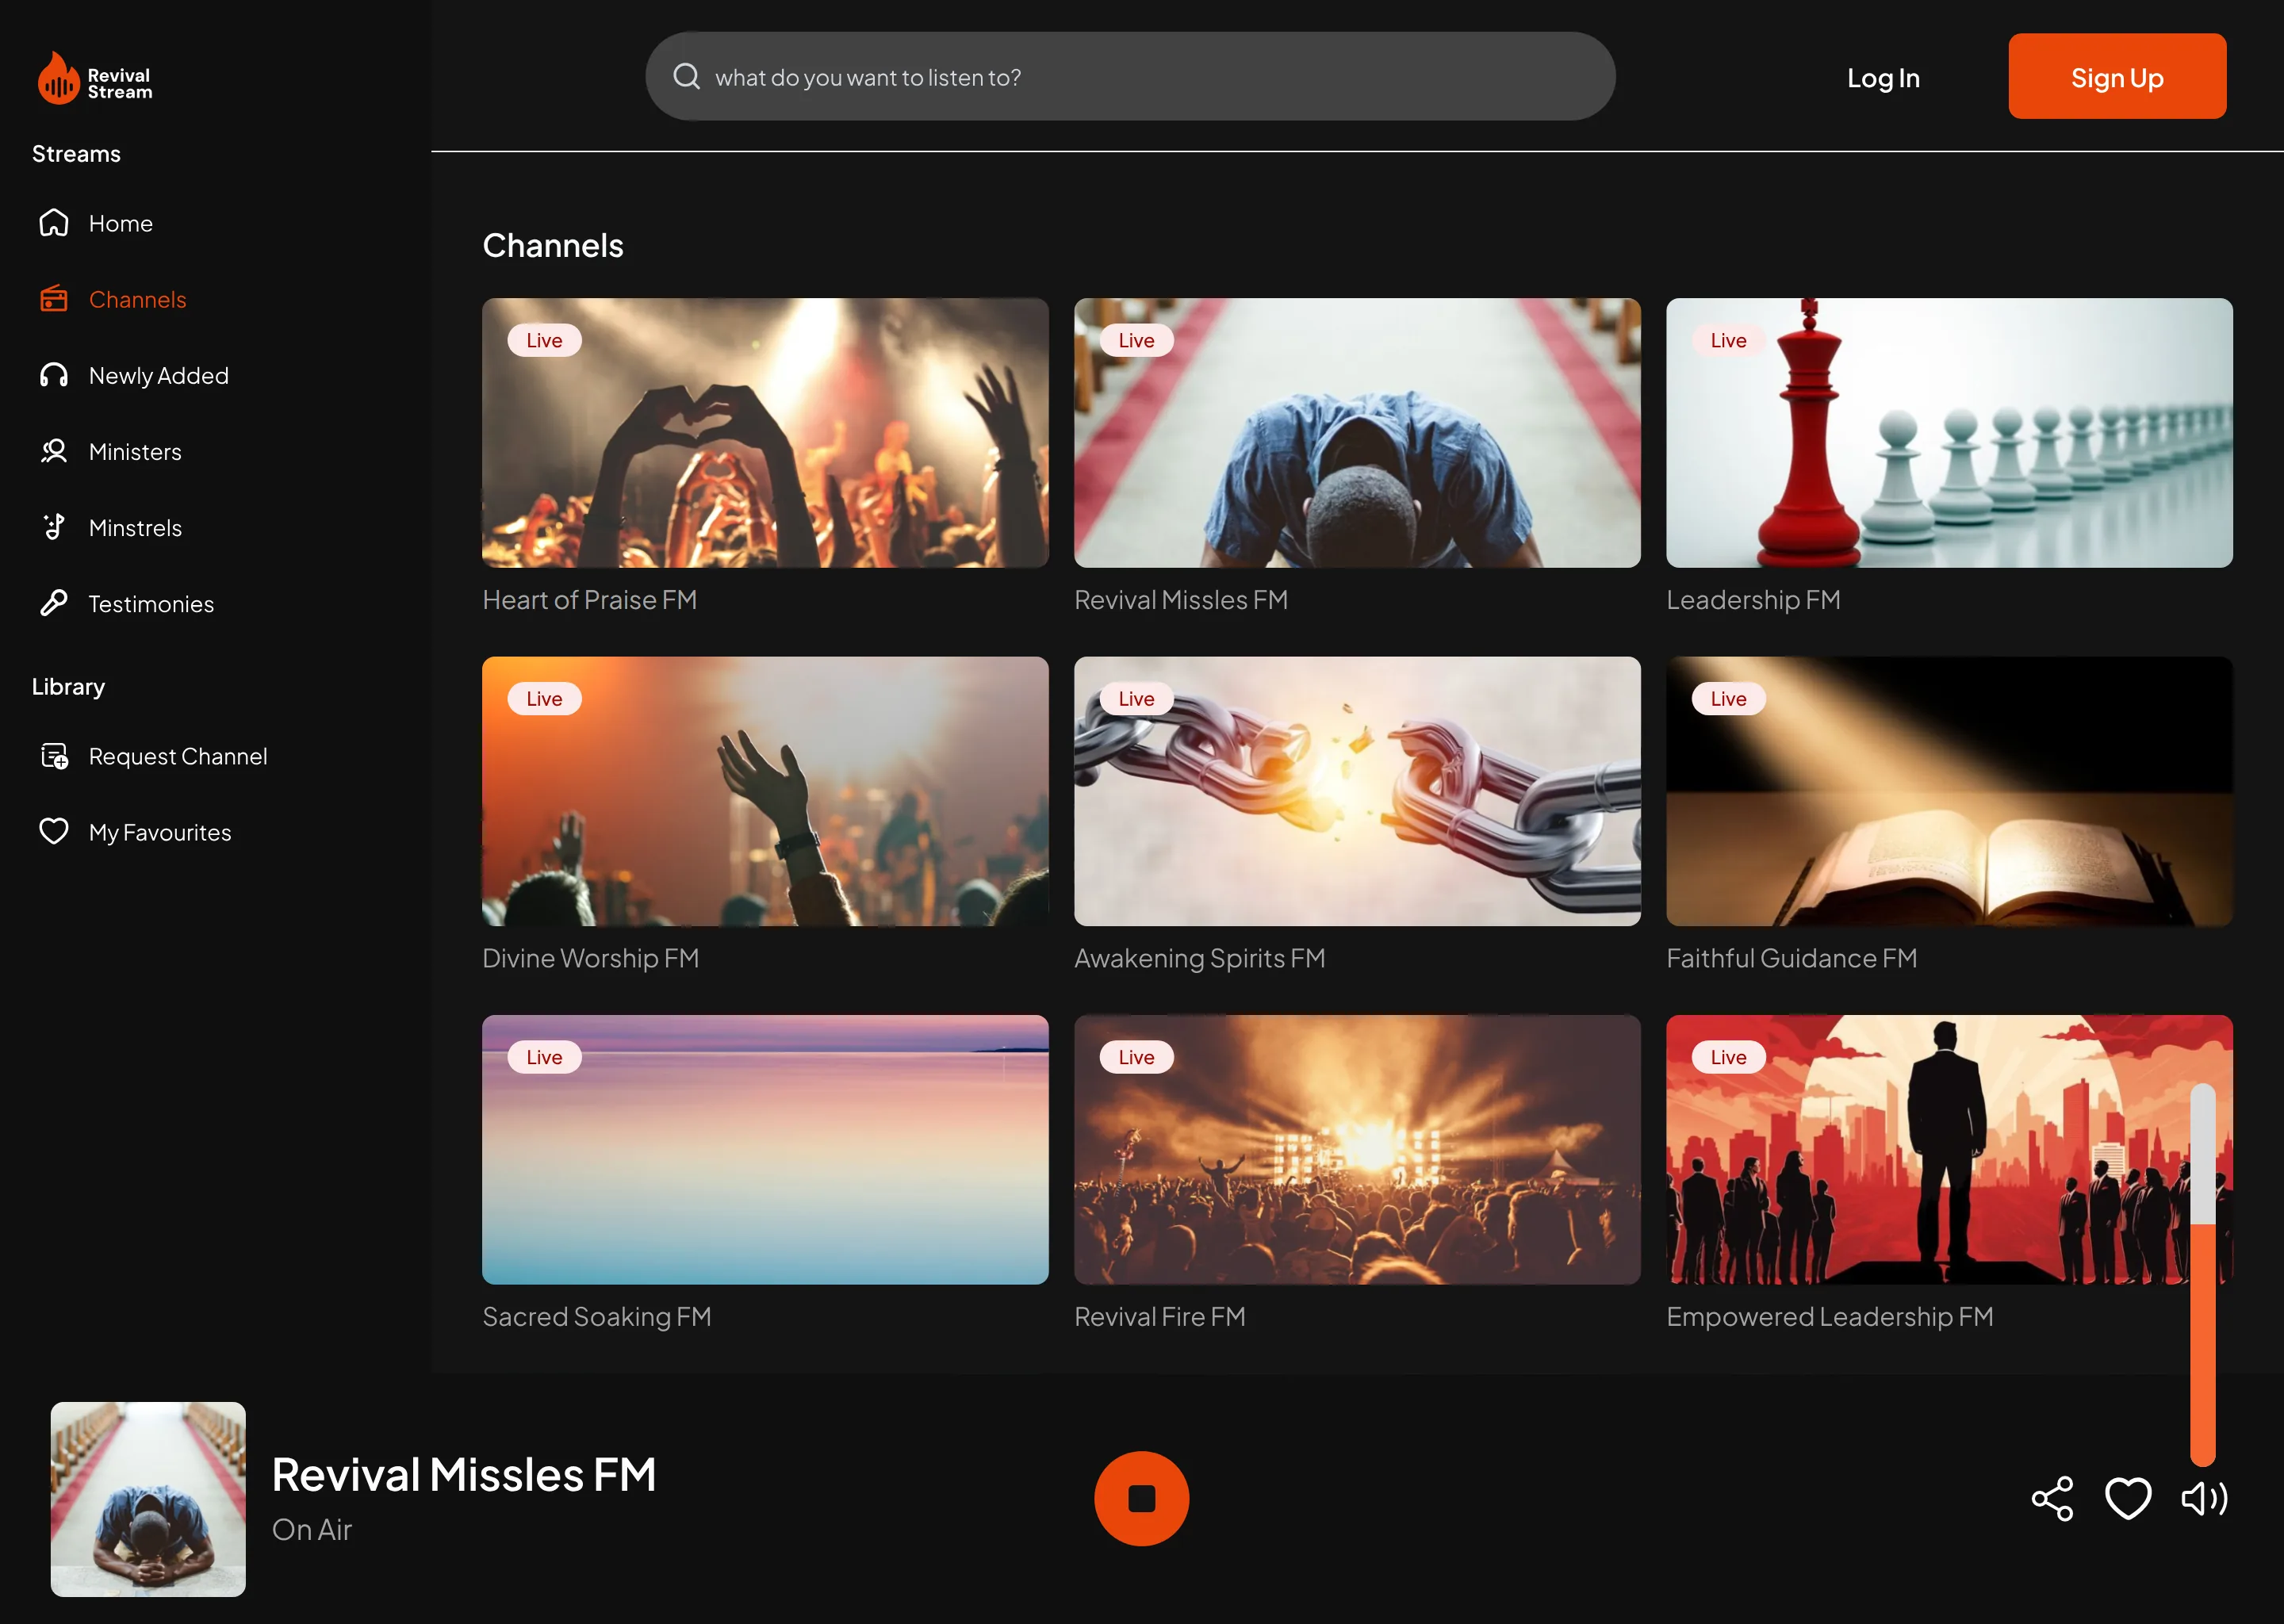 Revival
Stream
what do you want to listen to?
Log In
Sign Up
Streams
Home
Channels
Newly Added
Ministers
Minstrels
Testimonies
Library
Request Channel
My Favourites
Channels
Live
Live
Live
Heart of Praise FM
Revival Missles FM
Leadership FM
Live
Live
Live
Divine Worship FM
Awakening Spirits FM
Faithful Guidance FM
Live
Live
Live
Sacred Soaking FM
Revival Fire FM
Empowered Leadership FM
Revival Missles FM
On Air